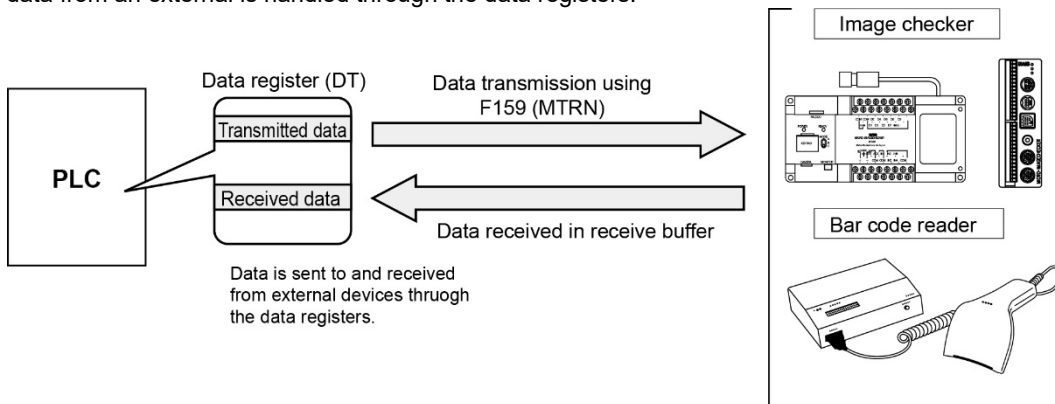 data from an external is handled through the data registers.
Image checker
Data register (DT)
Data transmission using
F159 (MTRN)
Transmitted data
PLC
Received data
Data received in receive buffer
Bar code reader
Data is sent to and received
from external devices thruogh
the data registers.